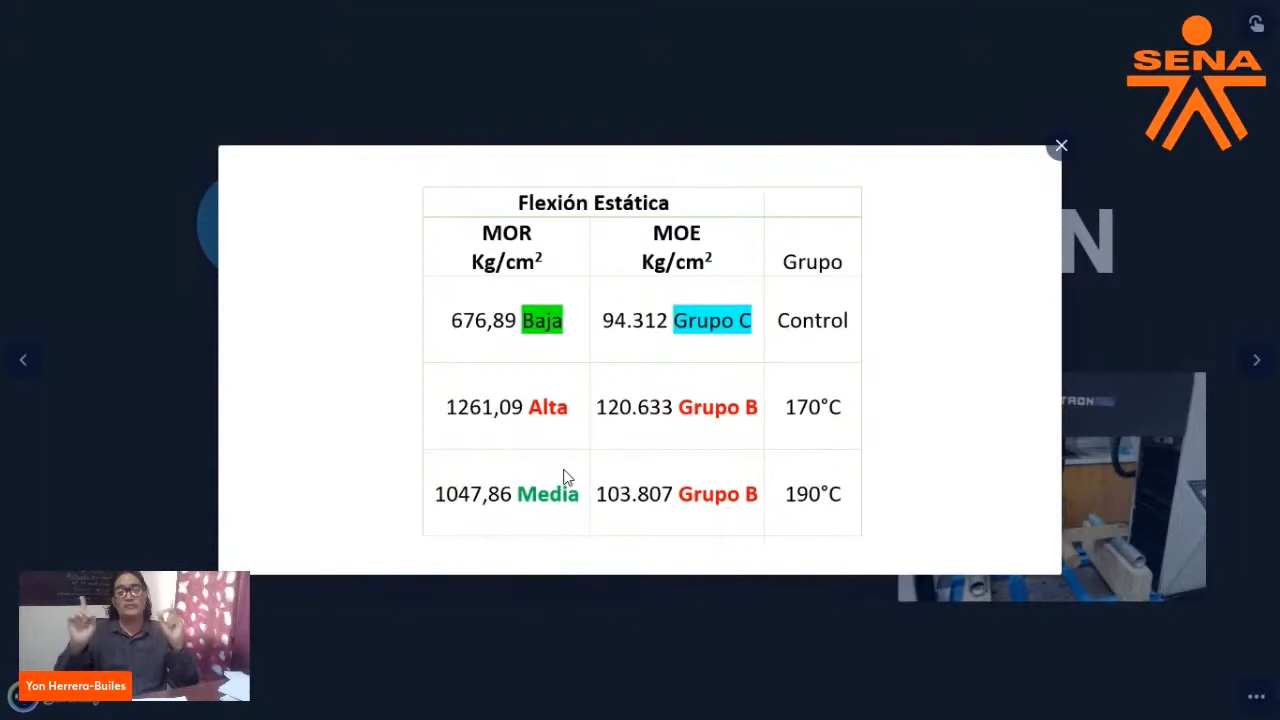 SENA
Flexión Estática
MOR
Kg/cm²
MOE
Kg/cm²
Grupo
676,89 Baja
94.312 Grupo C
Control
1261,09 Alta
120.633 Grupo B
170°C
1047,86 Media
103.807 Grupo B
190°C
N
TRON
Yon Herrera-Builes